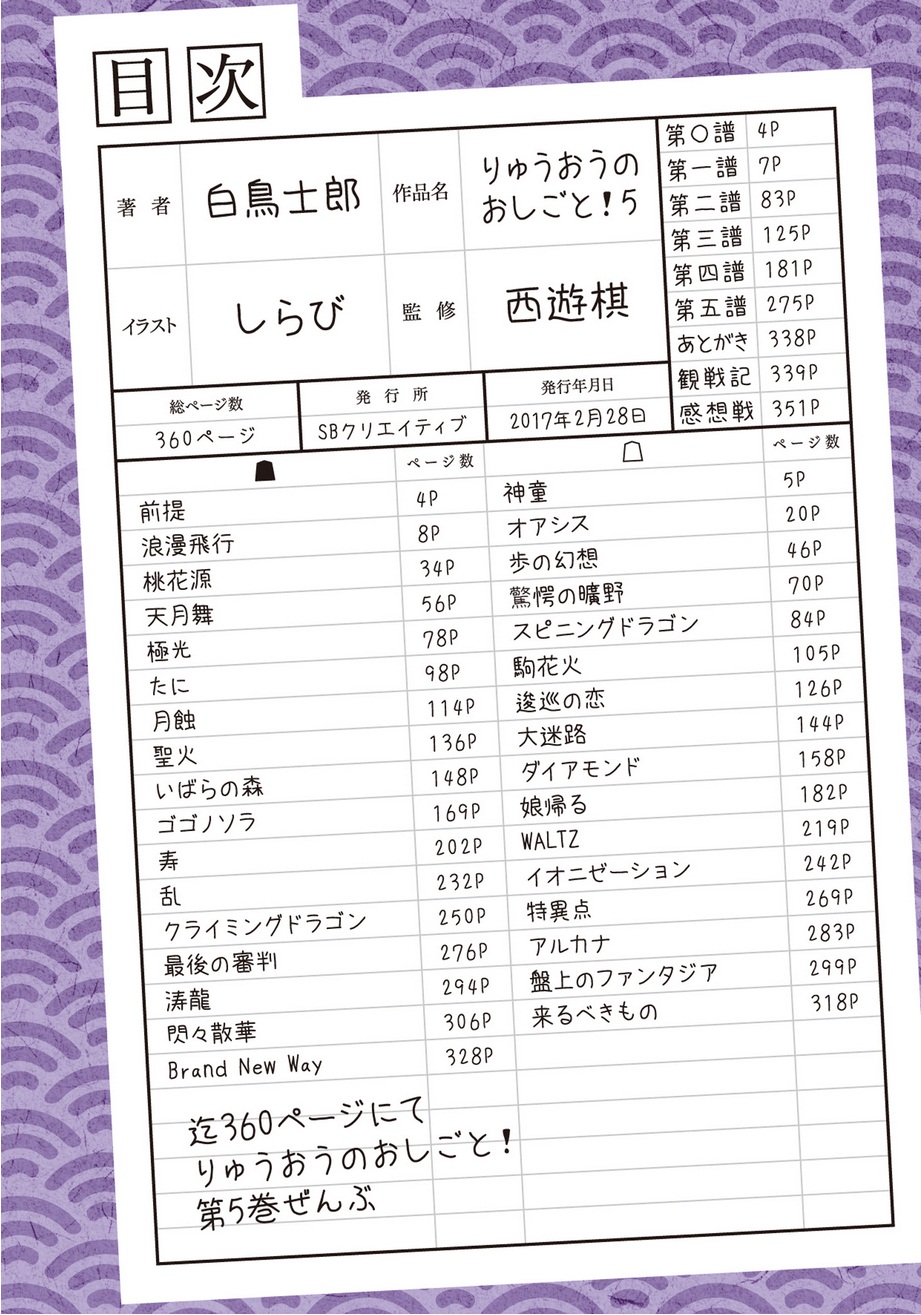 目次
著者 白鳥士郎 作品名 りゅうおうの
おしごと!5
イラスト しらび 監修 西遊棋
第〇譜 4P
第一譜 7P
第二譜 83P
第三譜 125P
第四譜 181P
第五譜 275P
あとがき 338P
観戦記 339P
感想戦 351P
総ページ数 発行所 発行年月日
360ページ SBクリエイティブ 2017年2月28日
ページ数 ページ数
前提 4P 神童 5P
浪漫飛行 8P オアシス 20P
桃花源 34P 歩の幻想 46P
天月舞 56P 驚愕の曠野 70P
極光 78P スピニングドラゴン 84P
たに 98P 駒花火 105P
月蝕 114P 逡巡の恋 126P
聖火 136P 大迷路 144P
いばらの森 148P ダイアモンド 158P
ゴゴノソラ 169P 娘帰る 182P
寿 202P WALTZ 219P
乱 232P イオニゼーション 242P
クライミングドラゴン 250P 特異点 269P
最後の審判 276P アルカナ 283P
涛龍 294P 盤上のファンタジア 299P
閃々散華 306P 来るべきもの 318P
Brand New Way 328P
迄360ページにて
りゅうおうのおしごと!
第5巻ぜんぶ